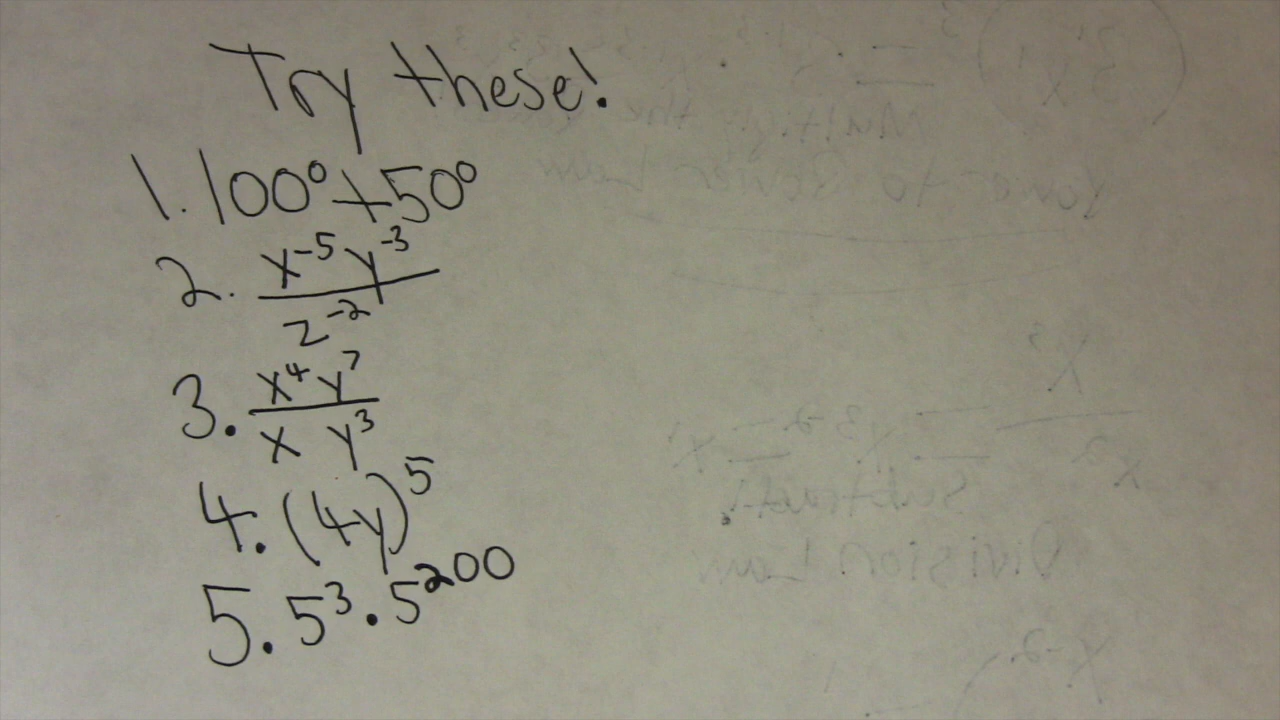 Try these!
1. 100⁰+50⁰
2. x⁻⁵y⁻³
z⁻²
3. x⁴y⁷
x y³
4. (4y)⁵
5. 5³·5²⁰⁰